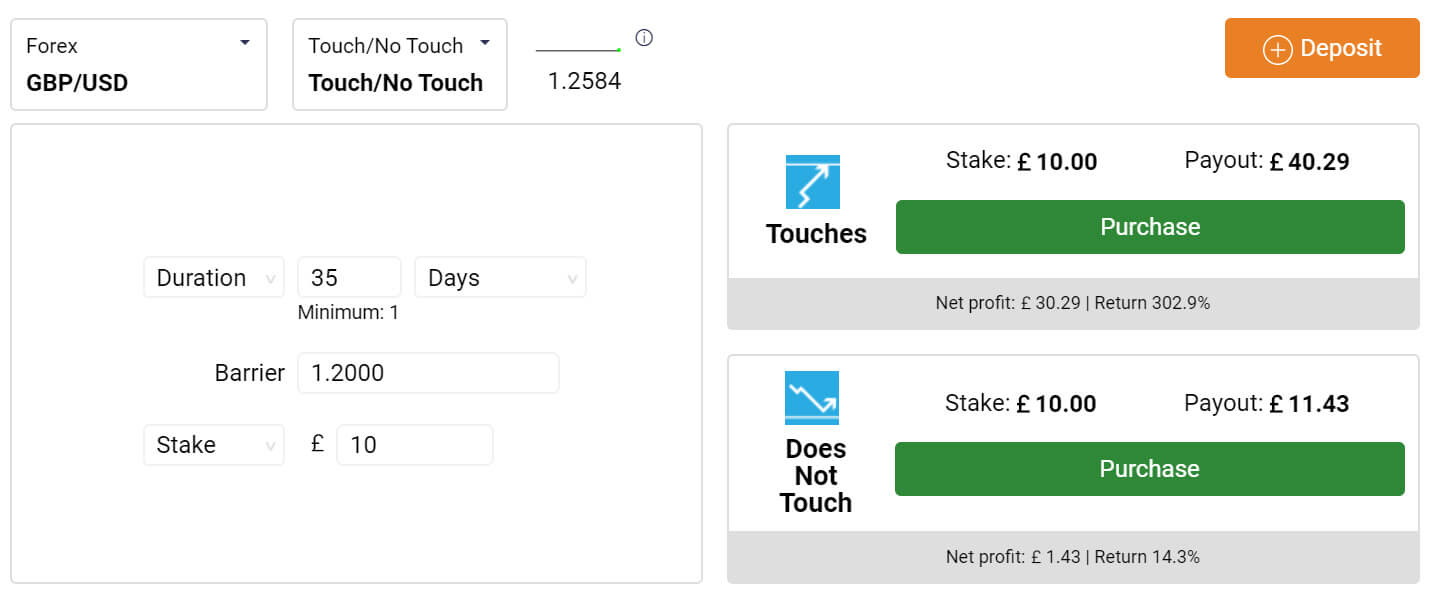 Forex
GBP/USD
Touch/No Touch
Touch/No Touch
1.2584
Deposit
Duration 35 Days
Minimum: 1
Barrier 1.2000
Stake £ 10
Stake: £ 10.00 Payout: £ 40.29
Touches
Purchase
Net profit: £ 30.29 | Return 302.9%
Stake: £ 10.00 Payout: £ 11.43
Does
Not
Touch
Purchase
Net profit: £ 1.43 | Return 14.3%